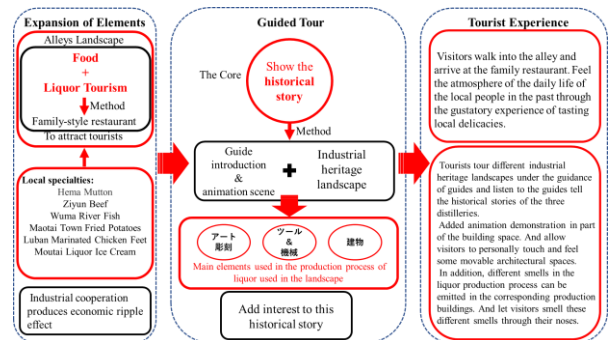 Expansion of Elements
Alleys Landscape
Food
+
Liquor Tourism
Method
Family-style restaurant
To attract tourists
Local specialties:
Hema Mutton
Ziyun Beef
Wuma River Fish
Maotai Town Fried Potatoes
Luban Marinated Chicken Feet
Moutai Liquor Ice Cream
Industrial cooperation
produces economic ripple
effect
Guided Tour
The Core
Show the
historical
story
Method
Guide
introduction
&
animation scene
+
Industrial
heritage
landscape
アート
彫刻
ツール
&
機械
建物
Main elements used in the production process of
liquor used in the landscape
Add interest to this
historical story
Tourist Experience
Visitors walk into the alley and
arrive at the family restaurant. Feel
the atmosphere of the daily life of
the local people in the past through
the gustatory experience of tasting
local delicacies.
Tourists tour different industrial
heritage landscapes under the guidance
of guides and listen to the guides tell
the historical stories of the three
distilleries.
Added animation demonstration in part
of the building space. And allow
visitors to personally touch and feel
some movable architectural spaces.
In addition, different smells in the
liquor production process can be
emitted in the corresponding production
buildings. And let visitors smell these
different smells through their noses.